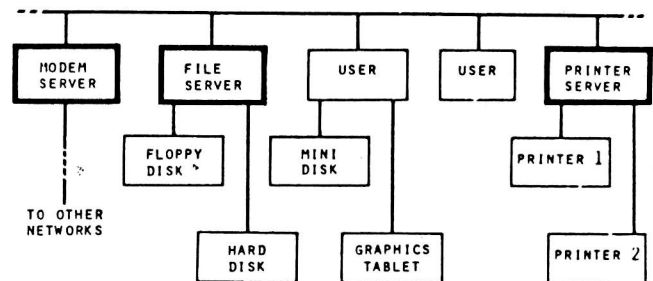 MODEM
SERVER
FILE
SERVER
USER
USER
PRINTER
SERVER
FLOPPY
DISK
MINI
DISK
PRINTER 1
TO OTHER
NETWORKS
HARD
DISK
GRAPHICS
TABLET
PRINTER 2